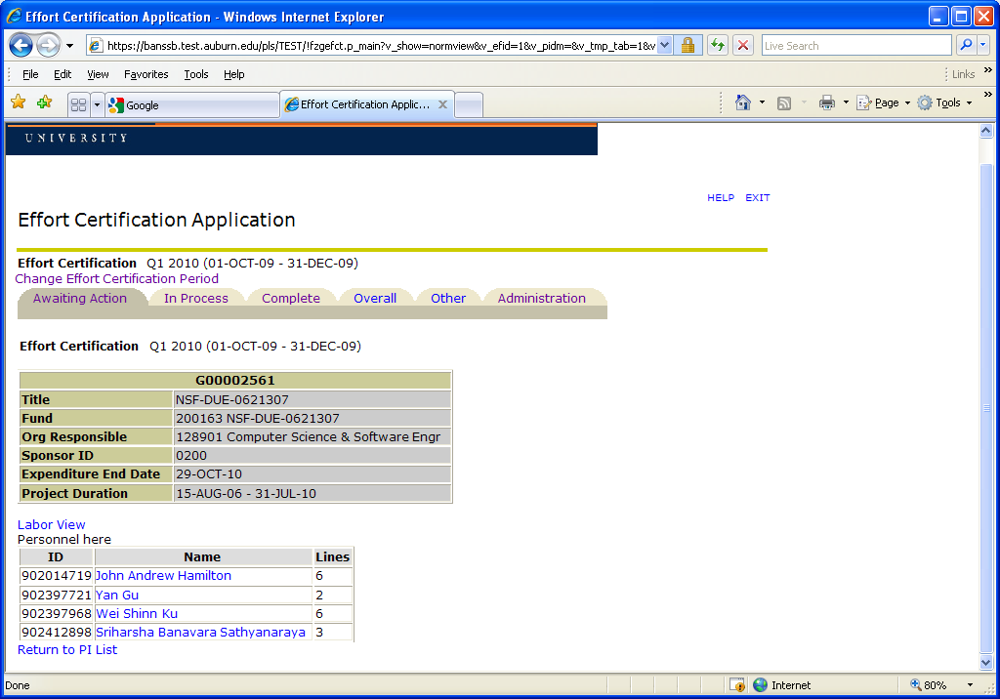 Effort Certification Application - Windows Internet Explorer
https://banssb.test.auburn.edu/pls/TEST/!fzgefct.p_main?v_show=normview&v_efid=1&v_pidm=&v_tmp_tab=1&v
Live Search
File Edit View Favorites Tools Help
Links »
Google
Effort Certification Applic...
Page Tools »
UNIVERSITY
HELP EXIT
Effort Certification Application
Effort Certification Q1 2010 (01-OCT-09 - 31-DEC-09)
Change Effort Certification Period
Awaiting Action In Process Complete Overall Other Administration
Effort Certification Q1 2010 (01-OCT-09 - 31-DEC-09)
G00002561
Title NSF-DUE-0621307
Fund 200163 NSF-DUE-0621307
Org Responsible 128901 Computer Science & Software Engr
Sponsor ID 0200
Expenditure End Date 29-OCT-10
Project Duration 15-AUG-06 - 31-JUL-10
Labor View
Personnel here
ID Name Lines
902014719 John Andrew Hamilton 6
902397721 Yan Gu 2
902397968 Wei Shinn Ku 6
902412898 Sriharsha Banavara Sathyanaraya 3
Return to PI List
Done Internet 80%